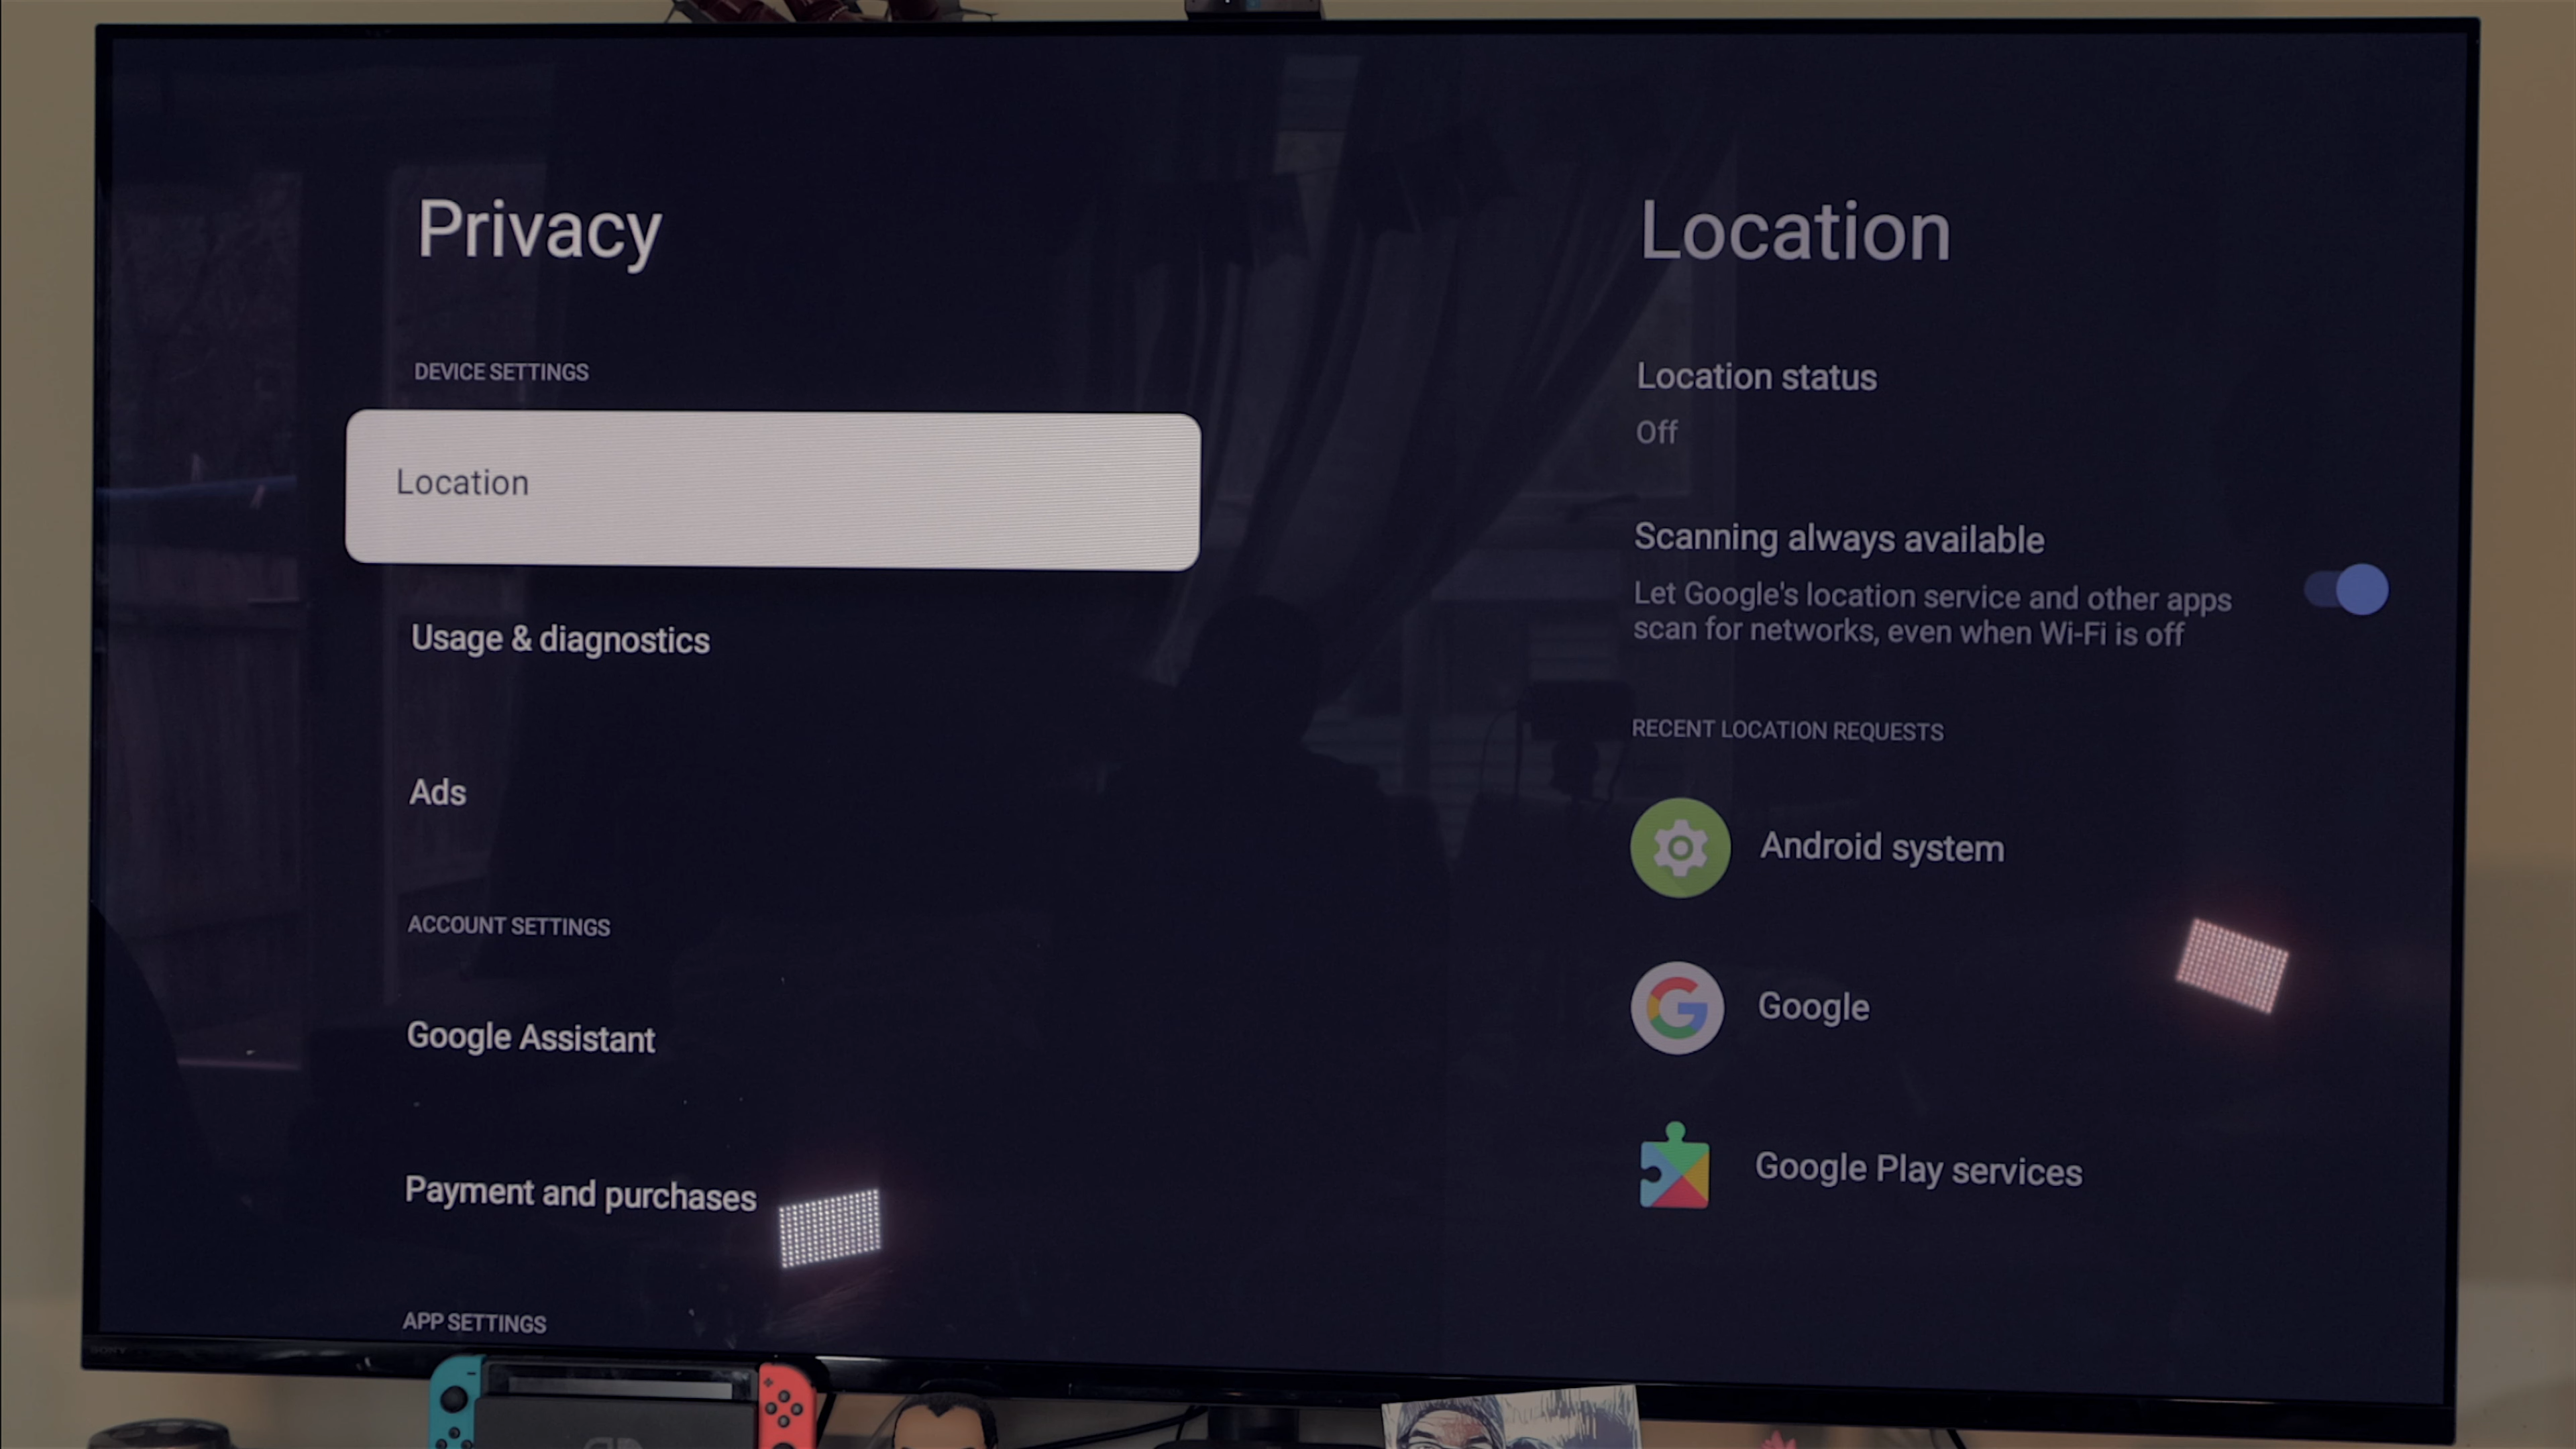 Privacy
DEVICE SETTINGS
Location
Usage & diagnostics
Ads
ACCOUNT SETTINGS
Google Assistant
Payment and purchases
APP SETTINGS
Location
Location status
Off
Scanning always available
Let Google's location service and other apps
scan for networks, even when Wi-Fi is off
RECENT LOCATION REQUESTS
Android system
Google
Google Play services
SONY